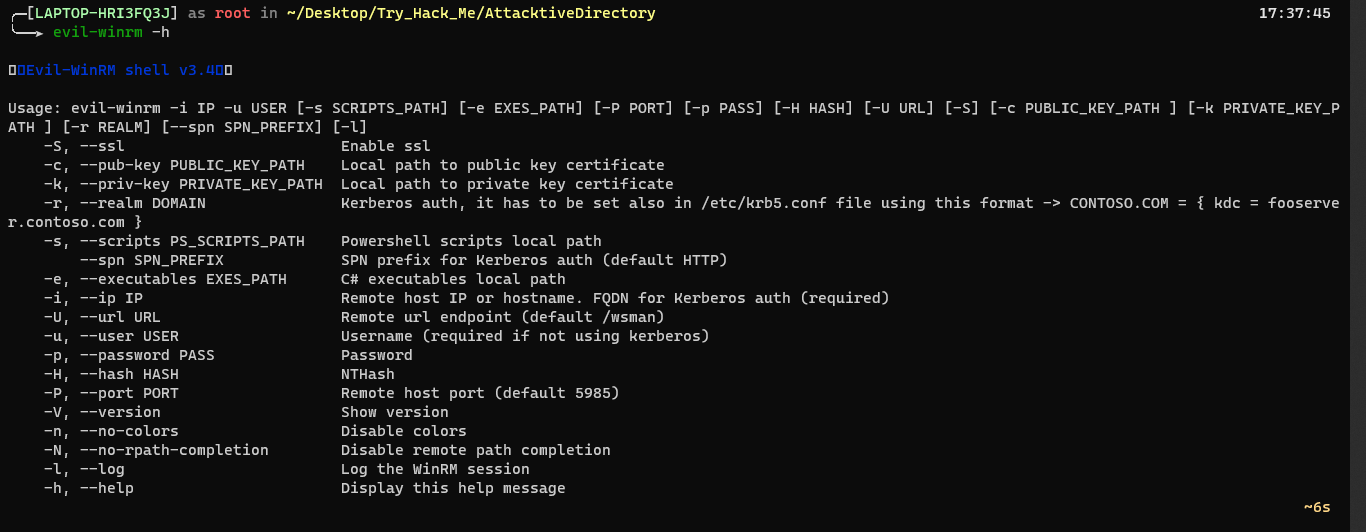 [LAPTOP-HRI3FQ3J] as root in ~/Desktop/Try_Hack_Me/AttacktiveDirectory 17:37:45
evil-winrm -h
Evil-WinRM shell v3.4
Usage: evil-winrm -i IP -u USER [-s SCRIPTS_PATH] [-e EXES_PATH] [-P PORT] [-p PASS] [-H HASH] [-U URL] [-S] [-c PUBLIC_KEY_PATH ] [-k PRIVATE_KEY_P
ATH ] [-r REALM] [--spn SPN_PREFIX] [-l]
-S, --ssl Enable ssl
-c, --pub-key PUBLIC_KEY_PATH Local path to public key certificate
-k, --priv-key PRIVATE_KEY_PATH Local path to private key certificate
-r, --realm DOMAIN Kerberos auth, it has to be set also in /etc/krb5.conf file using this format -> CONTOSO.COM = { kdc = fooserve
r.contoso.com }
-s, --scripts PS_SCRIPTS_PATH Powershell scripts local path
--spn SPN_PREFIX SPN prefix for Kerberos auth (default HTTP)
-e, --executables EXES_PATH C# executables local path
-i, --ip IP Remote host IP or hostname. FQDN for Kerberos auth (required)
-U, --url URL Remote url endpoint (default /wsman)
-u, --user USER Username (required if not using kerberos)
-p, --password PASS Password
-H, --hash HASH NTHash
-P, --port PORT Remote host port (default 5985)
-V, --version Show version
-n, --no-colors Disable colors
-N, --no-rpath-completion Disable remote path completion
-l, --log Log the WinRM session
-h, --help Display this help message
~6s